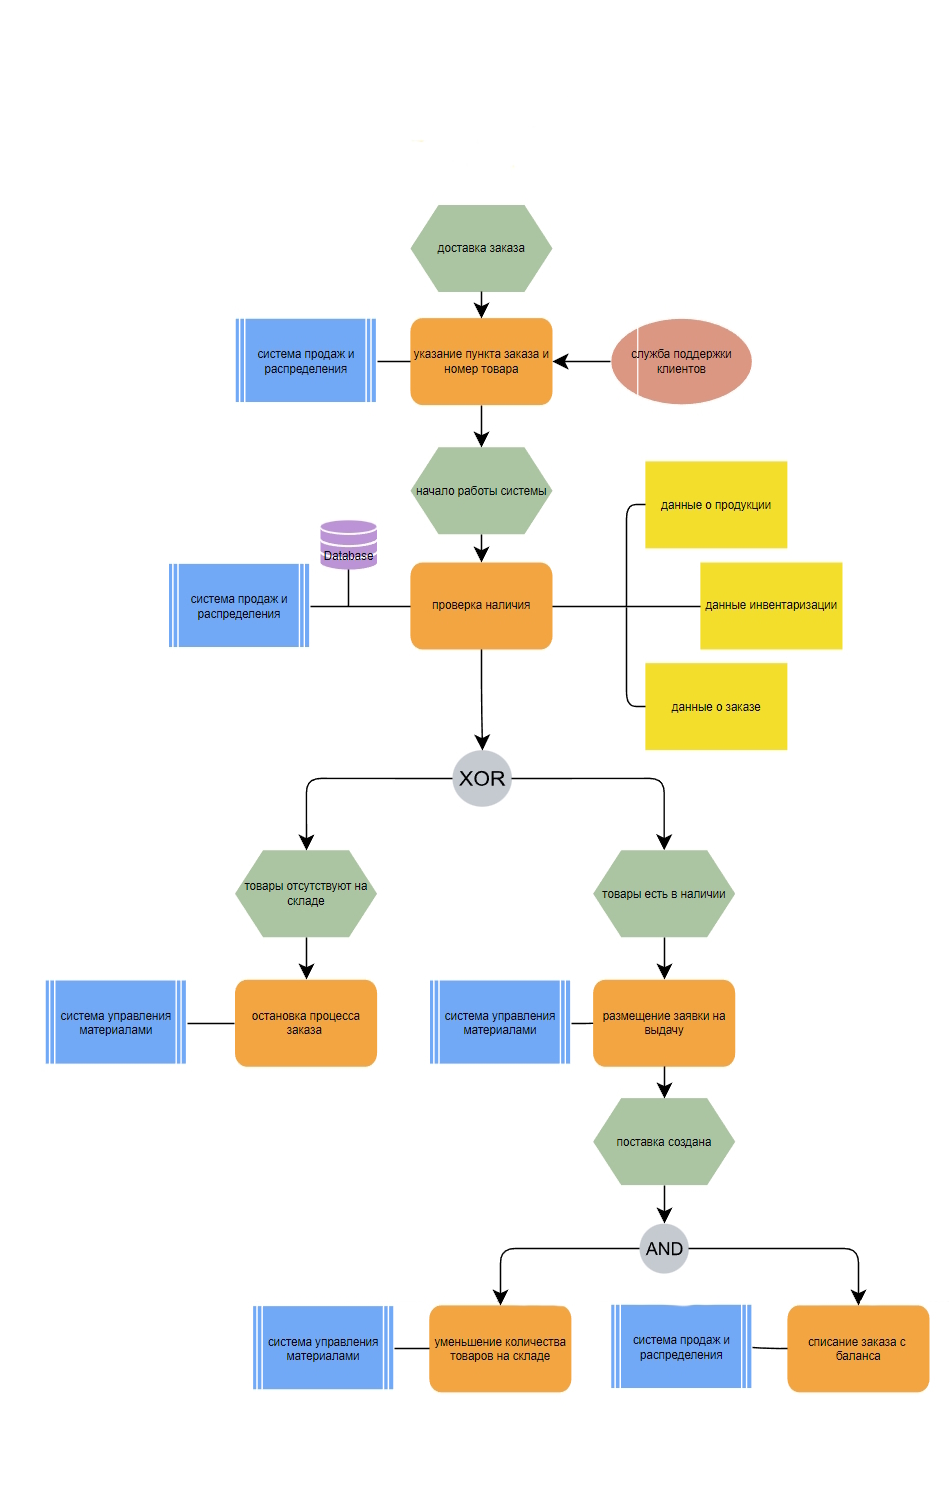 доставка заказа
система продаж и
распределения
указание пункта заказа и
номер товара
служба поддержки
клиентов
начало работы системы
данные о продукции
Database
система продаж и
распределения
проверка наличия
данные инвентаризации
данные о заказе
XOR
товары отсутствуют на
складе
товары есть в наличии
система управления
материалами
остановка процесса
заказа
система управления
материалами
размещение заявки на
выдачу
поставка создана
AND
система управления
материалами
уменьшение количества
товаров на складе
система продаж и
распределения
списание заказа с
баланса